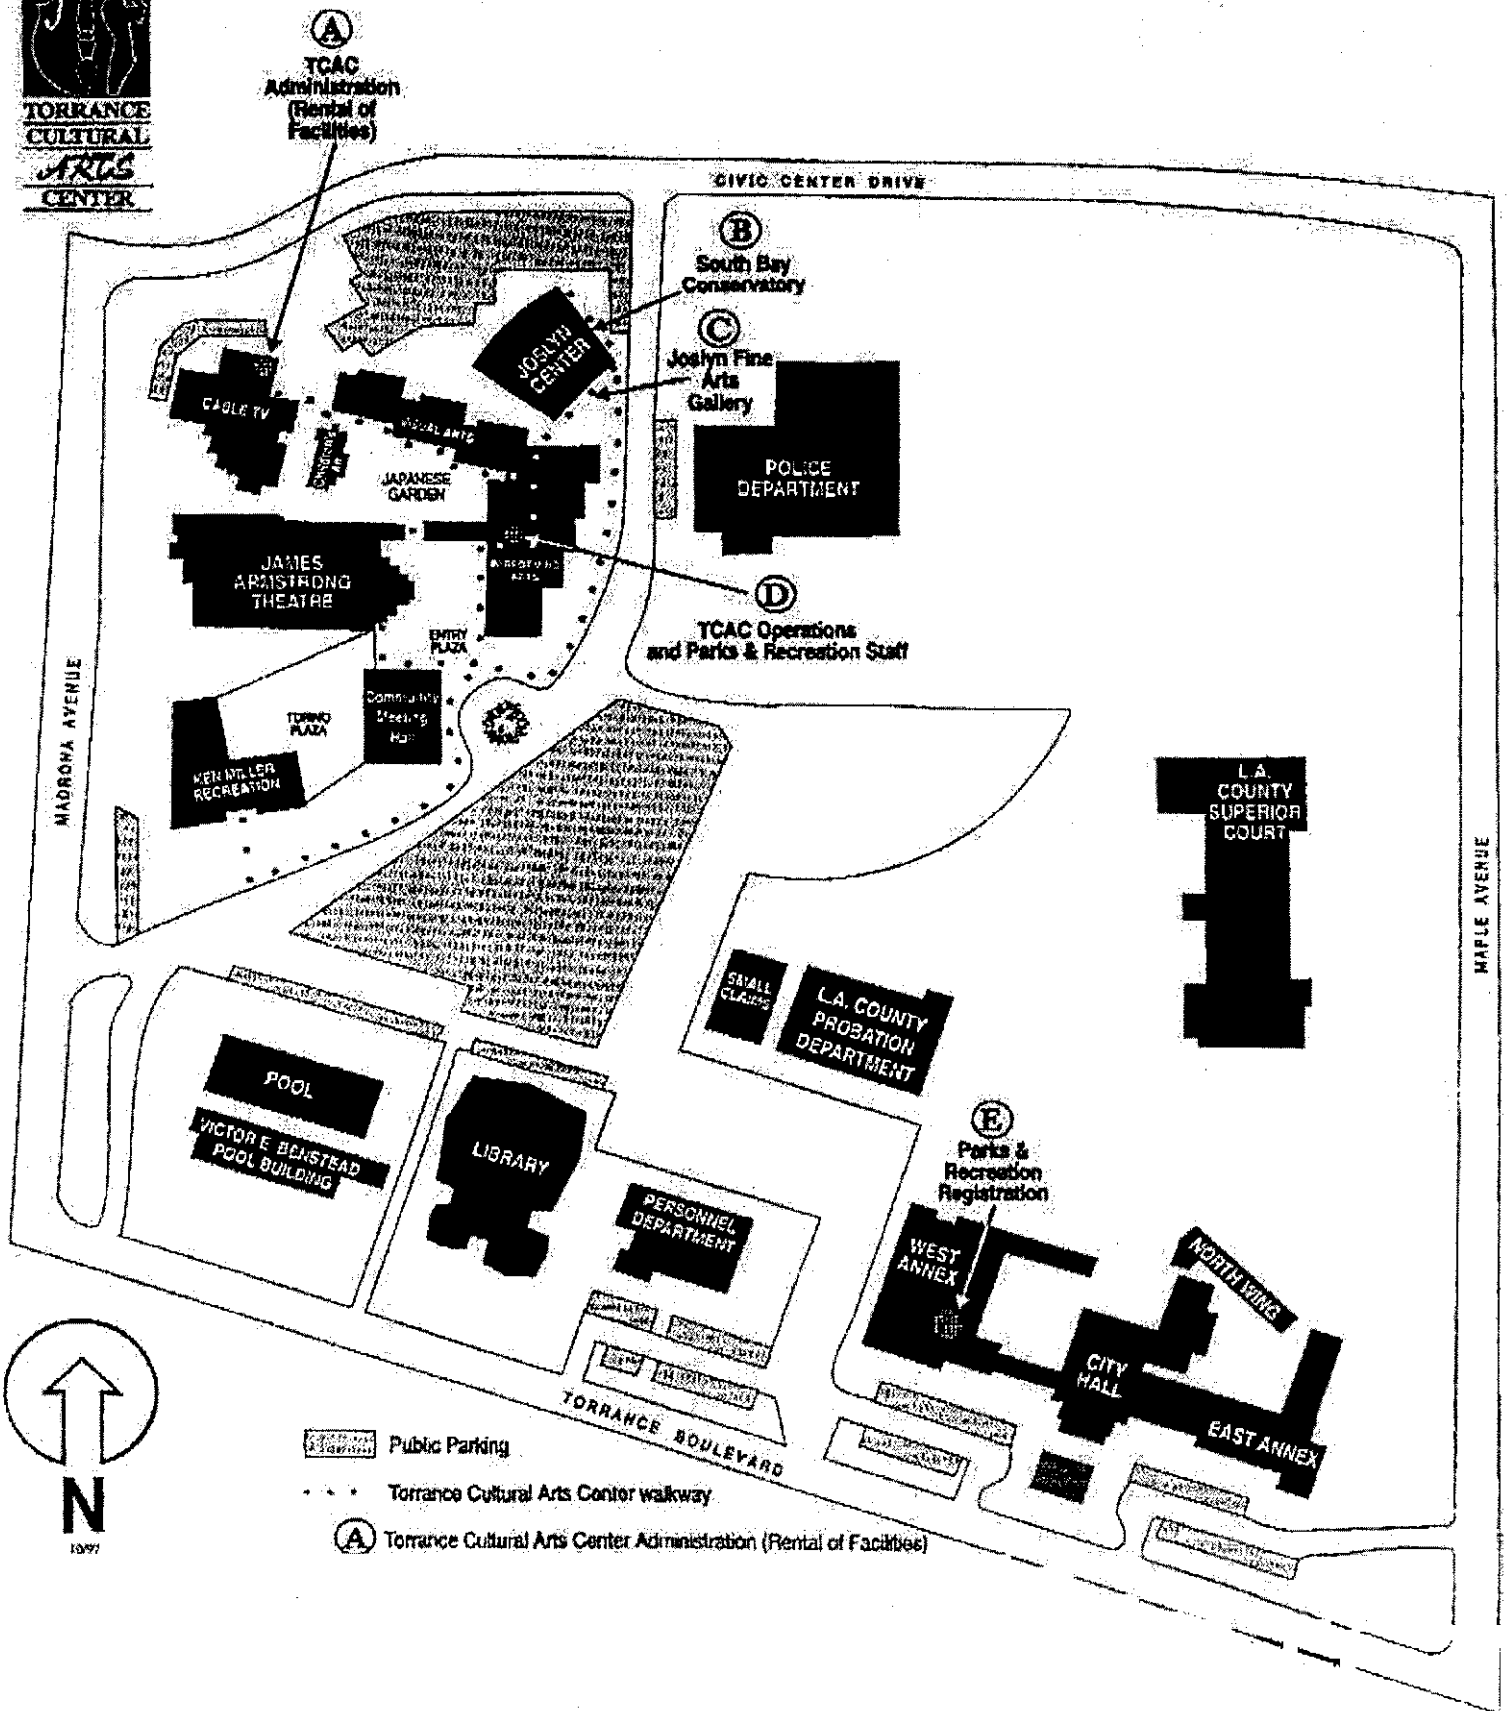 TORRANCE
CULTURAL
ARTS
CENTER
A
TCAC
Administration
(Rental of
Facilities)
CIVIC CENTER DRIVE
B
South Bay
Conservatory
C
Joslyn Fine
Arts
Gallery
JOSLYN
CENTER
CABLE TV
VISUAL ARTS
JAPANESE
GARDEN
POLICE
DEPARTMENT
JAMES
ARMSTRONG
THEATRE
ARTS
D
TCAC Operations
and Parks & Recreation Staff
ENTRY
PLAZA
MADRONA AVENUE
Community
Meeting
Hall
TORINO
PLAZA
KEN MILLER
RECREATION
L.A.
COUNTY
SUPERIOR
COURT
MAPLE AVENUE
SMALL
CLAIMS
L.A. COUNTY
PROBATION
DEPARTMENT
POOL
VICTOR E. BENSTEAD
POOL BUILDING
LIBRARY
PERSONNEL
DEPARTMENT
E
Parks &
Recreation
Registration
WEST
ANNEX
NORTH WING
CITY
HALL
EAST ANNEX
TORRANCE BOULEVARD
N
10/97
Public Parking
Torrance Cultural Arts Center walkway
A Torrance Cultural Arts Center Administration (Rental of Facilities)